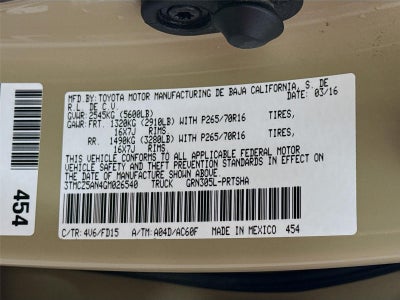 MFD.BY:TOYOTA MOTOR MANUFACTURING DE BAJA CALIFORNIA, S. DE
R.L. DE C.V. DATE: 03/16
GVWR: 2545KG (5600LB)
GAWR:FRT. 1320KG (2910LB) WITH P265/70R16 TIRES,
16X7J RIMS
RR. 1490KG (3280LB) WITH P265/70R16 TIRES,
16X7J RIMS
THIS VEHICLE CONFORMS TO ALL APPLICABLE FEDERAL MOTOR
VEHICLE SAFETY AND THEFT PREVENTION STANDARDS IN EFFECT ON
THE DATE OF MANUFACTURE SHOWN ABOVE.
3TMCZ5AN4GM026540 TRUCK GRN305L-PRTSHA
C/TR: 4V6/FD15 A/TM: A04D/AC60F MADE IN MEXICO 454
454